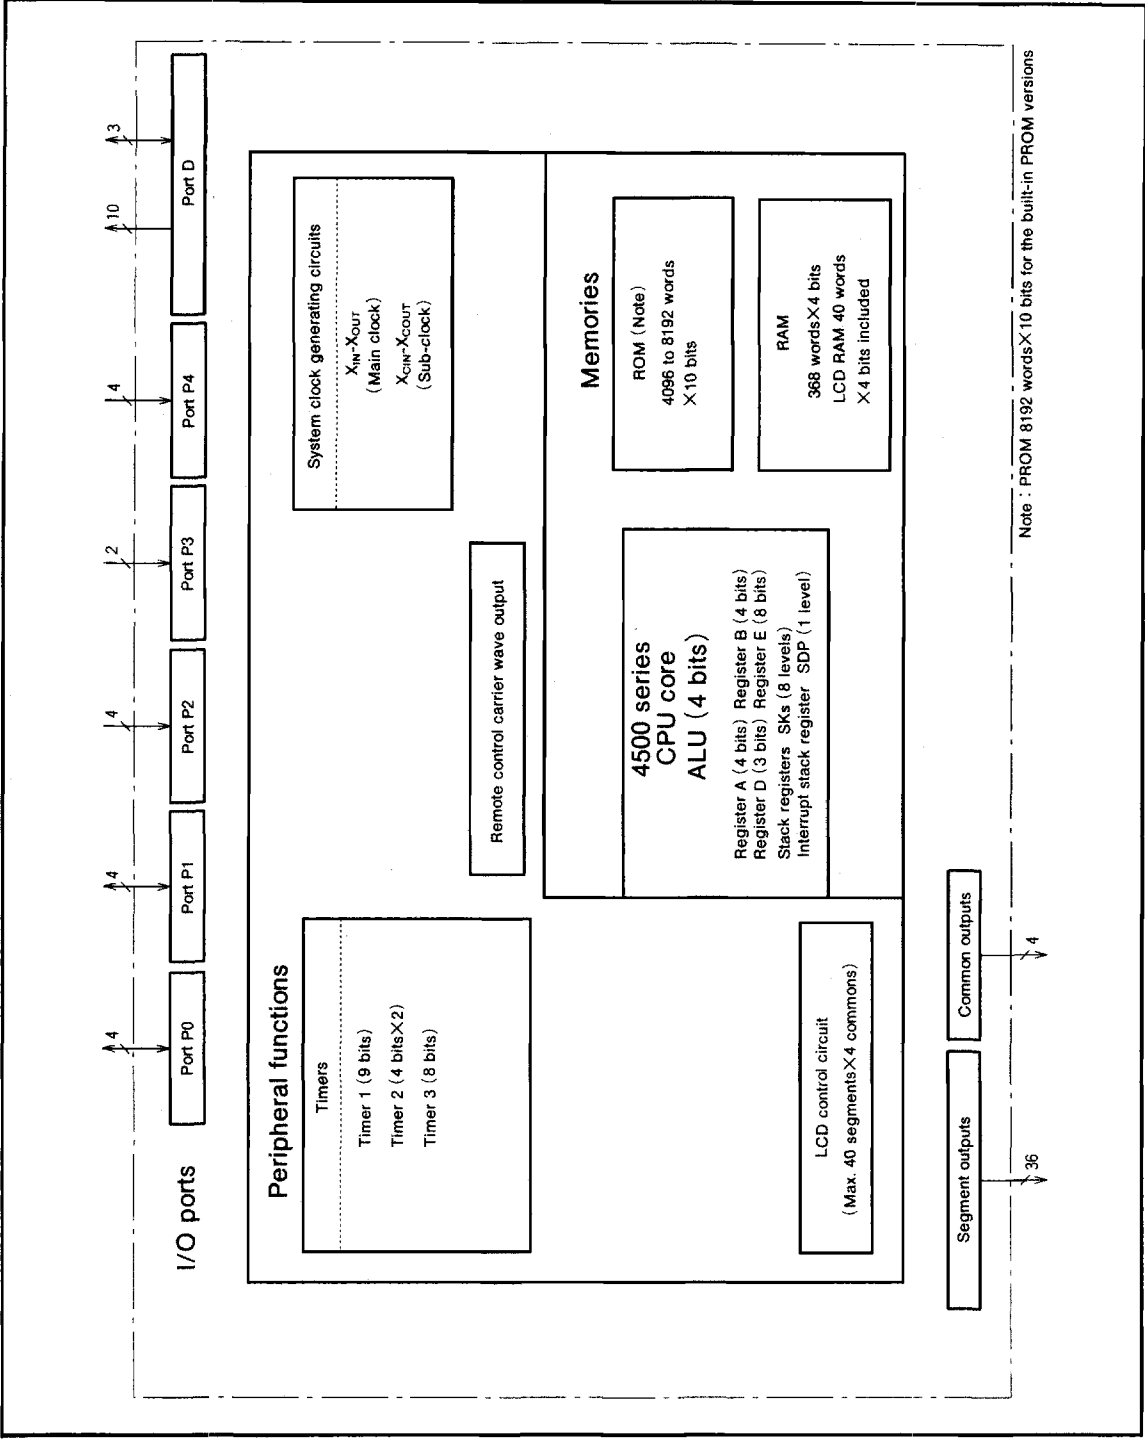 I/O ports
4
4
4
2
4
10
3
Port P0
Port P1
Port P2
Port P3
Port P4
Port D
Peripheral functions
Timers
Timer 1 (9 bits)
Timer 2 (4 bits×2)
Timer 3 (8 bits)
System clock generating circuits
XIN-XOUT
(Main clock)
XCIN-XCOUT
(Sub-clock)
Remote control carrier wave output
LCD control circuit
(Max. 40 segments×4 commons)
4500 series
CPU core
ALU (4 bits)
Register A (4 bits) Register B (4 bits)
Register D (3 bits) Register E (8 bits)
Stack registers SKs (8 levels)
Interrupt stack register SDP (1 level)
Memories
ROM (Note)
4096 to 8192 words
×10 bits
RAM
368 words×4 bits
LCD RAM 40 words
×4 bits included
Segment outputs
Common outputs
36
4
Note : PROM 8192 words×10 bits for the built-in PROM versions